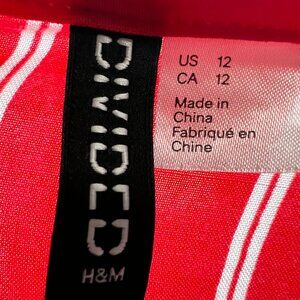 DIVIDED
H&M
US 12
CA 12
Made in
China
Fabriqué en
Chine